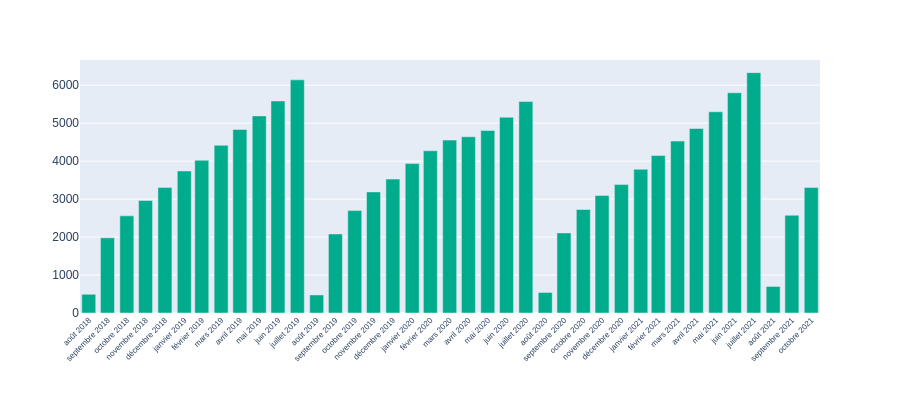 6000
5000
4000
3000
2000
1000
0
août 2018
septembre 2018
octobre 2018
novembre 2018
décembre 2018
janvier 2019
février 2019
mars 2019
avril 2019
mai 2019
juin 2019
juillet 2019
août 2019
septembre 2019
octobre 2019
novembre 2019
décembre 2019
janvier 2020
février 2020
mars 2020
avril 2020
mai 2020
juin 2020
juillet 2020
août 2020
septembre 2020
octobre 2020
novembre 2020
décembre 2020
janvier 2021
février 2021
mars 2021
avril 2021
mai 2021
juin 2021
juillet 2021
août 2021
septembre 2021
octobre 2021